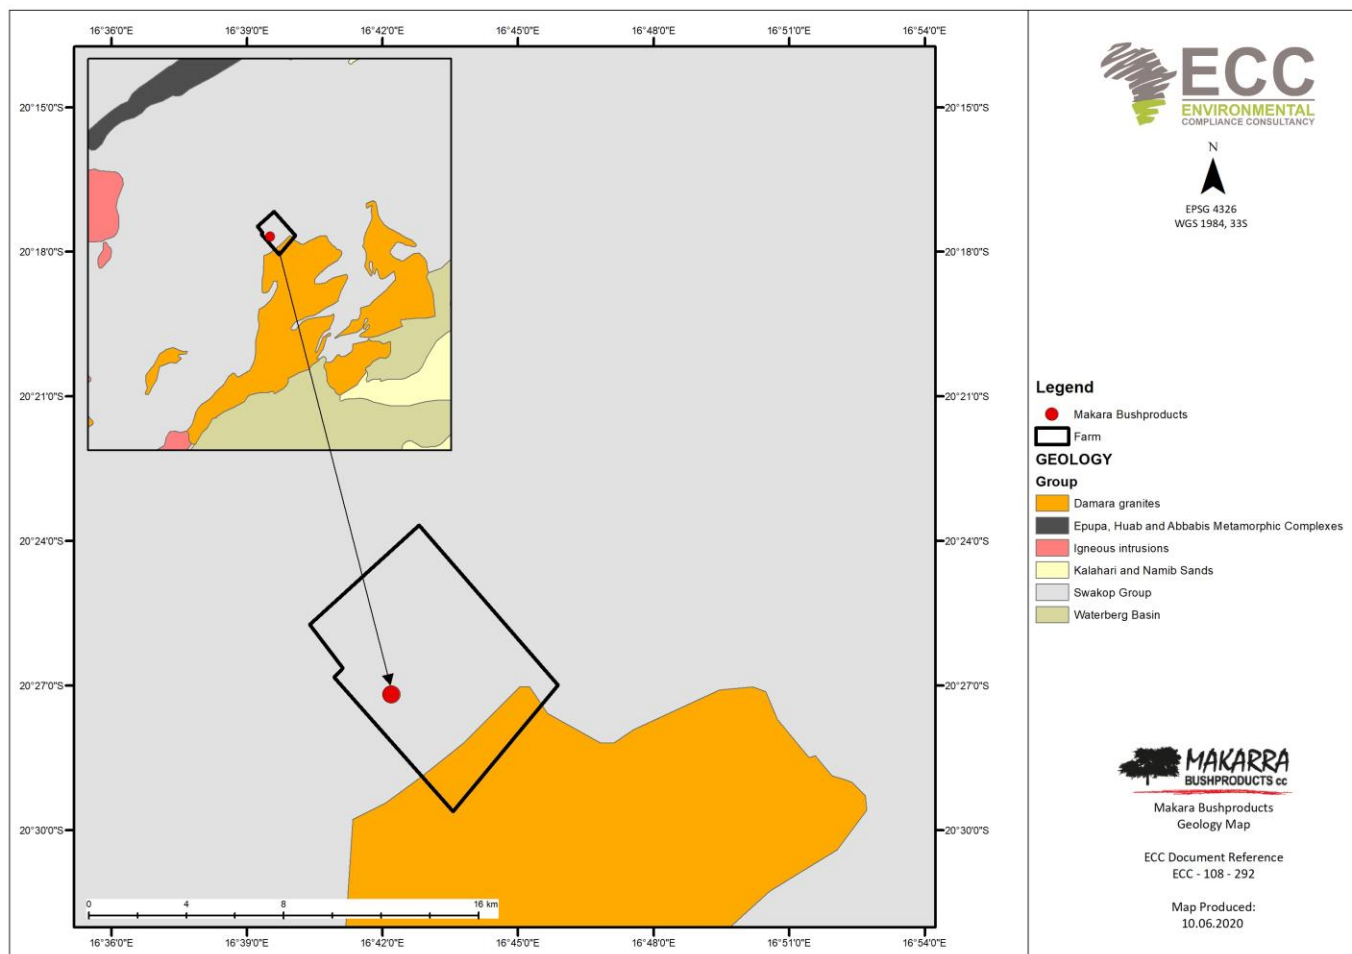 16°36'0"E 16°39'0"E 16°42'0"E 16°45'0"E 16°48'0"E 16°51'0"E 16°54'0"E
20°15'0"S 20°15'0"S
20°18'0"S 20°18'0"S
20°21'0"S 20°21'0"S
20°24'0"S 20°24'0"S
20°27'0"S 20°27'0"S
20°30'0"S 20°30'0"S
0 4 8 16 km
16°36'0"E 16°39'0"E 16°42'0"E 16°45'0"E 16°48'0"E 16°51'0"E 16°54'0"E
ECC
ENVIRONMENTAL
COMPLIANCE CONSULTANCY
N
EPSG 4326
WGS 1984, 33S
Legend
Makara Bushproducts
Farm
GEOLOGY
Group
Damara granites
Epupa, Huab and Abbabis Metamorphic Complexes
Igneous intrusions
Kalahari and Namib Sands
Swakop Group
Waterberg Basin
MAKARRA
BUSHPRODUCTS cc
Makara Bushproducts
Geology Map
ECC Document Reference
ECC - 108 - 292
Map Produced:
10.06.2020